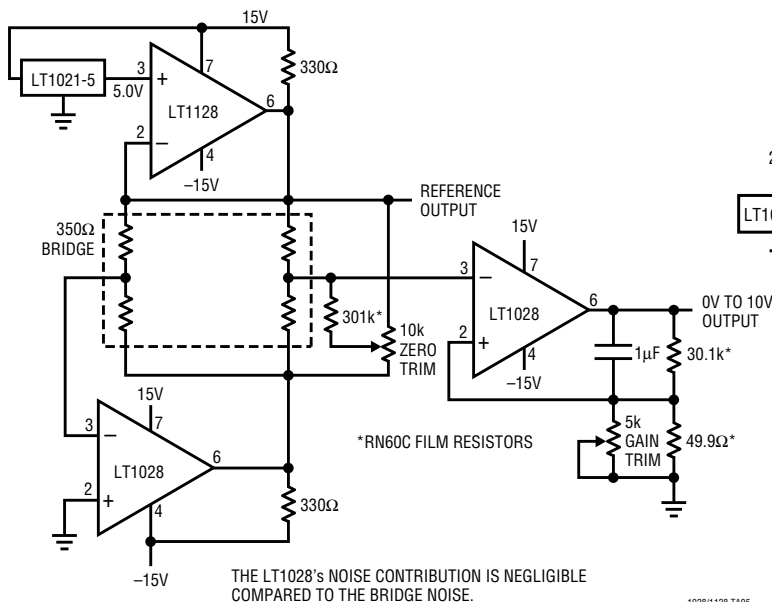 15V
330Ω
LT1021-5
5.0V
3
+
7
LT1128
6
2
–
4
–15V
REFERENCE
OUTPUT
350Ω
BRIDGE
301k*
10k
ZERO
TRIM
15V
3
–
7
LT1028
6
2
+
4
–15V
0V TO 10V
OUTPUT
1µF
30.1k*
5k
GAIN
TRIM
49.9Ω*
*RN60C FILM RESISTORS
15V
3
–
7
LT1028
6
2
+
4
330Ω
–15V
THE LT1028's NOISE CONTRIBUTION IS NEGLIGIBLE
COMPARED TO THE BRIDGE NOISE.